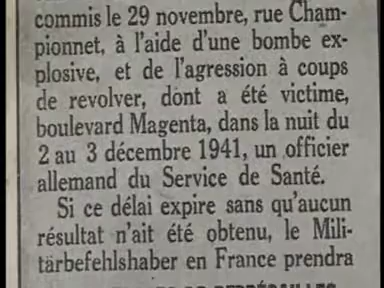 commis le 29 novembre, rue Cham-
pionnet, à l'aide d'une bombe ex-
plosive, et de l'agression à coups
de revolver, dont a été victime,
boulevard Magenta, dans la nuit du
2 au 3 décembre 1941, un officier
allemand du Service de Santé.
Si ce délai expire sans qu'aucun
résultat n'ait été obtenu, le Mili-
tärbefehlshaber en France prendra